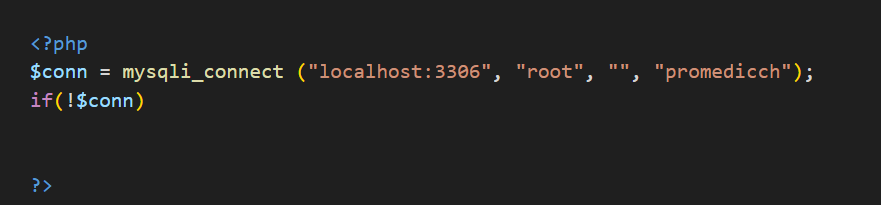 <?php
$conn = mysqli_connect ("localhost:3306", "root", "", "promedicch");
if(!$conn)
?>